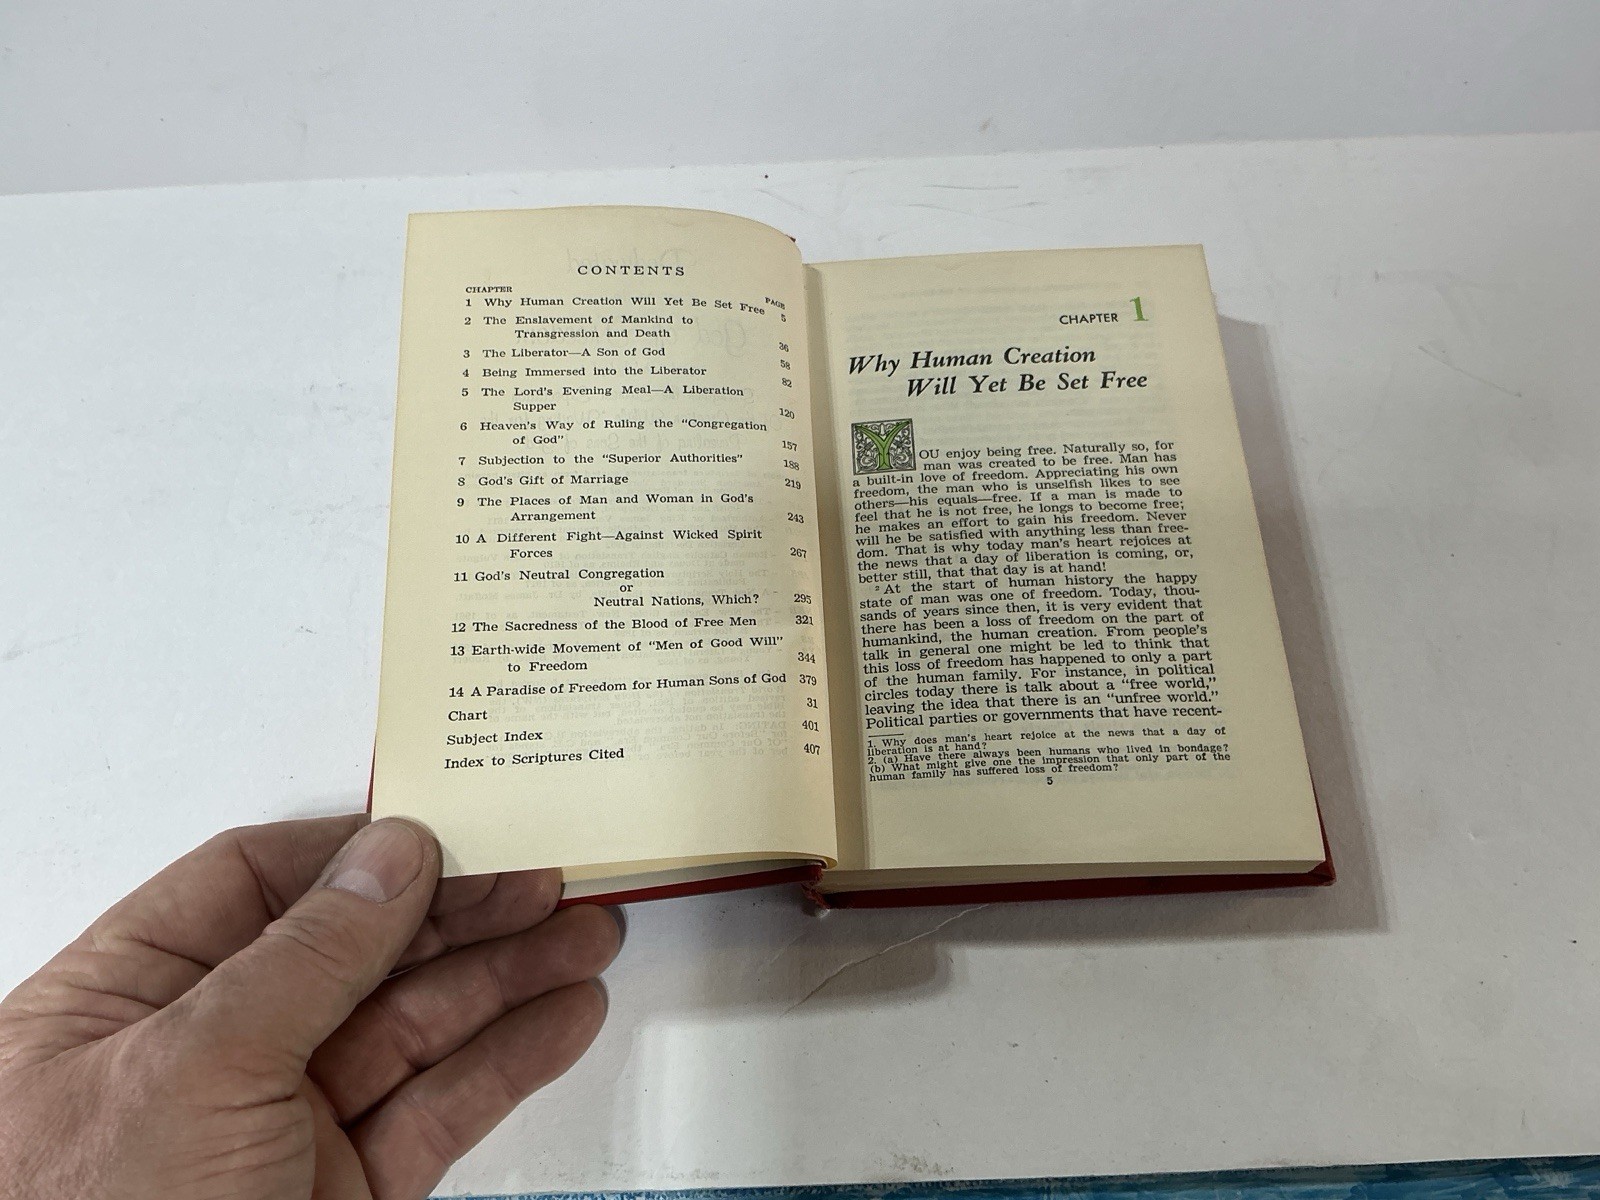 CONTENTS
CHAPTER
PAGE
1 Why Human Creation Will Yet Be Set Free 5
2 The Enslavement of Mankind to
Transgression and Death 36
3 The Liberator—A Son of God 58
4 Being Immersed into the Liberator 82
5 The Lord's Evening Meal—A Liberation
Supper 120
6 Heaven's Way of Ruling the "Congregation
of God" 157
7 Subjection to the "Superior Authorities" 188
8 God's Gift of Marriage 219
9 The Places of Man and Woman in God's
Arrangement 243
10 A Different Fight—Against Wicked Spirit
Forces 267
11 God's Neutral Congregation
or
Neutral Nations, Which? 295
12 The Sacredness of the Blood of Free Men 321
13 Earth-wide Movement of "Men of Good Will"
to Freedom 344
14 A Paradise of Freedom for Human Sons of God 379
Chart 31
Subject Index 401
Index to Scriptures Cited 407
CHAPTER 1
Why Human Creation
Will Yet Be Set Free
YOU enjoy being free. Naturally so, for
man was created to be free. Man has
a built-in love of freedom. Appreciating his own
freedom, the man who is unselfish likes to see
others—his equals—free. If a man is made to
feel that he is not free, he longs to become free;
he makes an effort to gain his freedom. Never
will he be satisfied with anything less than free-
dom. That is why today man's heart rejoices at
the news that a day of liberation is coming, or,
better still, that that day is at hand!
2 At the start of human history the happy
state of man was one of freedom. Today, thou-
sands of years since then, it is very evident that
there has been a loss of freedom on the part of
humankind, the human creation. From people's
talk in general one might be led to think that
this loss of freedom has happened to only a part
of the human family. For instance, in political
circles today there is talk about a "free world,"
leaving the idea that there is an "unfree world."
Political parties or governments that have recent-
1. Why does man's heart rejoice at the news that a day of
liberation is at hand?
2. (a) Have there always been humans who lived in bondage?
(b) What might give one the impression that only part of the
human family has suffered loss of freedom?
5